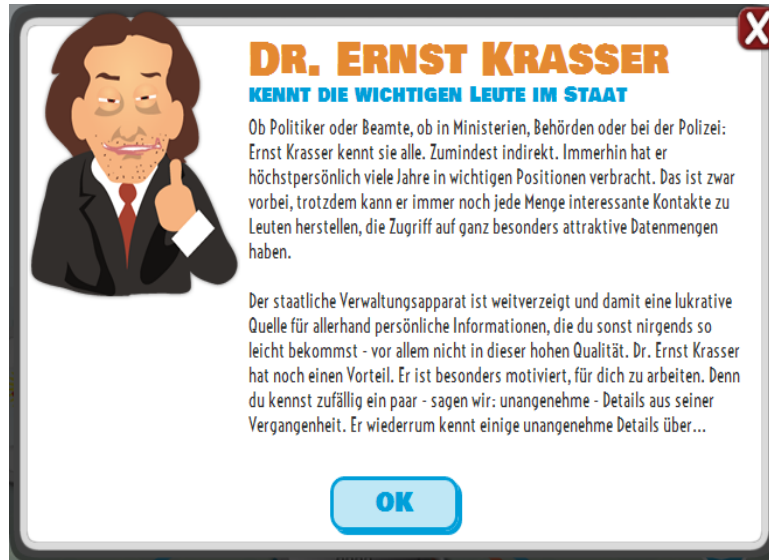 X
Dr. Ernst Krasser
kennt die wichtigen Leute im Staat
Ob Politiker oder Beamte, ob in Ministerien, Behörden oder bei der Polizei:
Ernst Krasser kennt sie alle. Zumindest indirekt. Immerhin hat er
höchstpersönlich viele Jahre in wichtigen Positionen verbracht. Das ist zwar
vorbei, trotzdem kann er immer noch jede Menge interessante Kontakte zu
Leuten herstellen, die Zugriff auf ganz besonders attraktive Datenmengen
haben.
Der staatliche Verwaltungsapparat ist weitverzeigt und damit eine lukrative
Quelle für allerhand persönliche Informationen, die du sonst nirgends so
leicht bekommst - vor allem nicht in dieser hohen Qualität. Dr. Ernst Krasser
hat noch einen Vorteil. Er ist besonders motiviert, für dich zu arbeiten. Denn
du kennst zufällig ein paar - sagen wir: unangenehme - Details aus seiner
Vergangenheit. Er wiederrum kennt einige unangenehme Details über...
OK